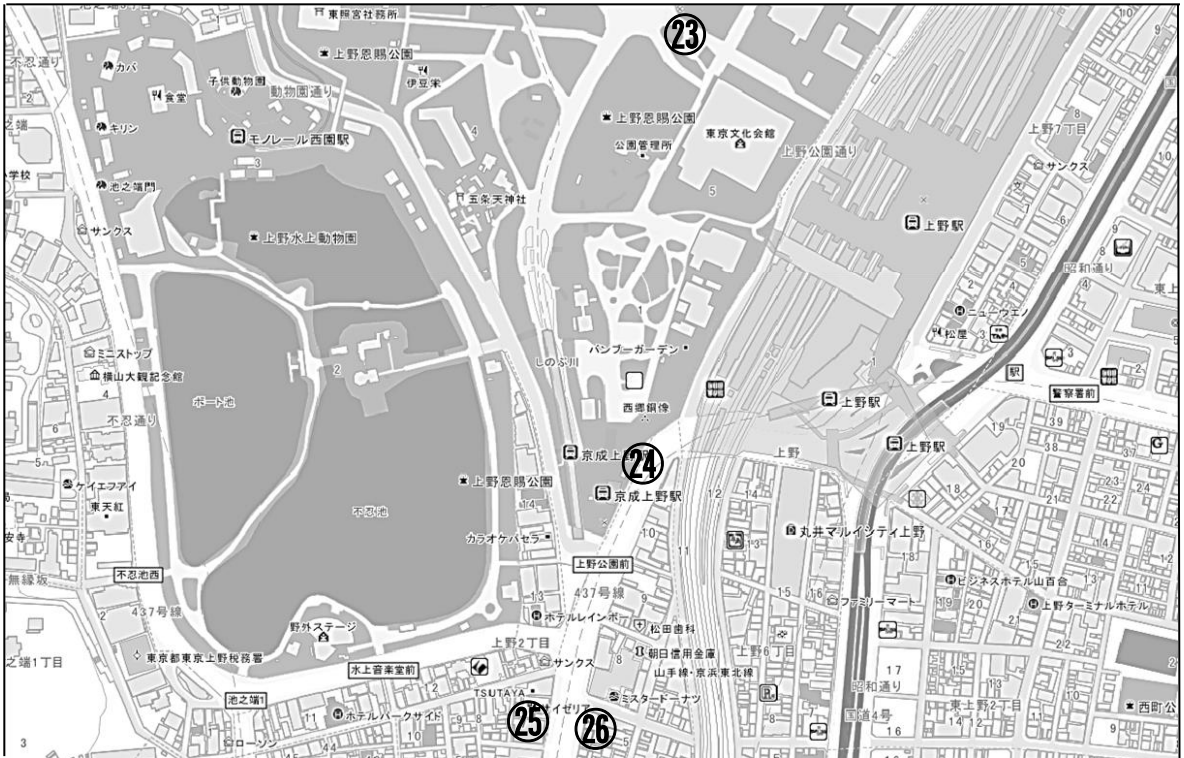 池之端3丁目
東照宮社務所
㉓
不忍通り
カバ
上野恩賜公園
伊豆栄
子供動物園
動物園通り
食堂
キリン
モノレール西園駅
上野恩賜公園
公園管理所
東京文化会館
上野公園通り
上野7丁目
サンクス
池之端門
五条天神社
サンクス
上野水上動物園
上野駅
昭和通り
ニューウエノ
松屋
ミニストップ
横山大観記念館
しのぶ川
バンブーガーデン
駅
警察署前
ボート池
不忍通り
西郷銅像
上野駅
上野駅
上野
京成上
㉔
京成上野駅
ケイエフアイ
東天紅
上野恩賜公園
不忍池
カラオケパセラ
丸井マルイシティ上野
無縁坂
不忍池西
上野公園前
437号線
437号線
ビジネスホテル山百合
ファミリーマート
上野ターミナルホテル
ホテルレインボー
松田歯科
野外ステージ
上野2丁目
朝日信用金庫
山手線・京浜東北線
上野6丁目
之端1丁目
東京都東京上野税務署
水上音楽堂前
サンクス
昭和通り
TSUTAYA
サイゼリア
ミスタードーナツ
池之端1
ホテルパークサイド
国道4号
東上野2丁目
西町公
ローソン
㉕
㉖